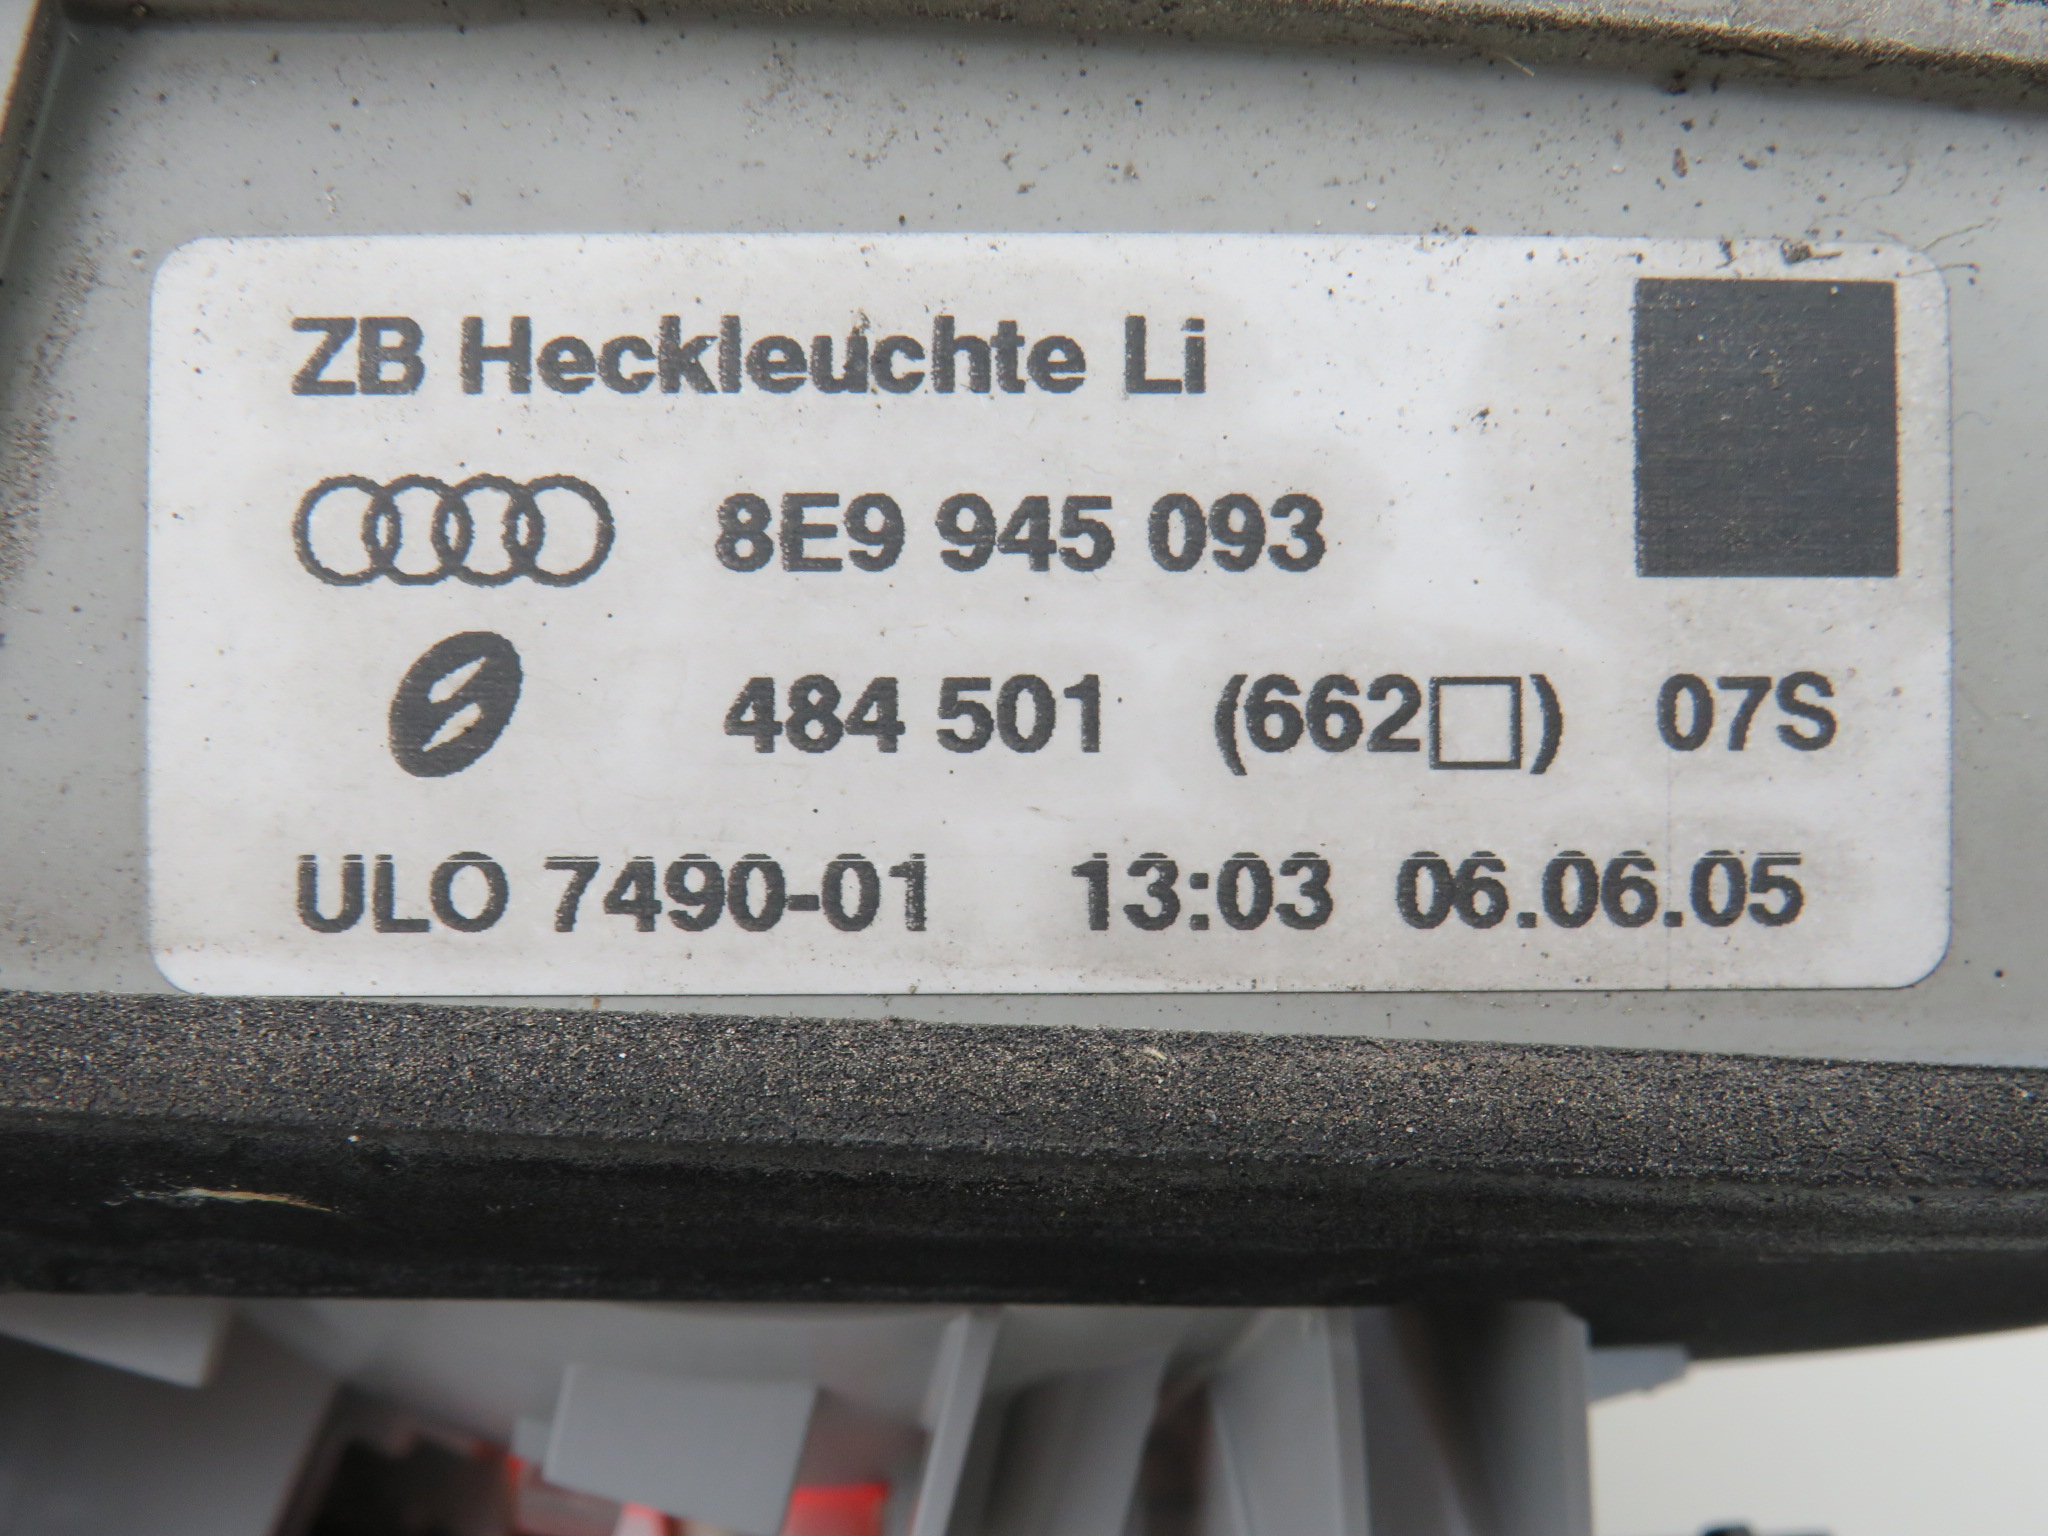 ZB Heckleuchte Li
8E9 945 093
484 501 (662□) 07S
ULO 7490-01 13:03 06.06.05